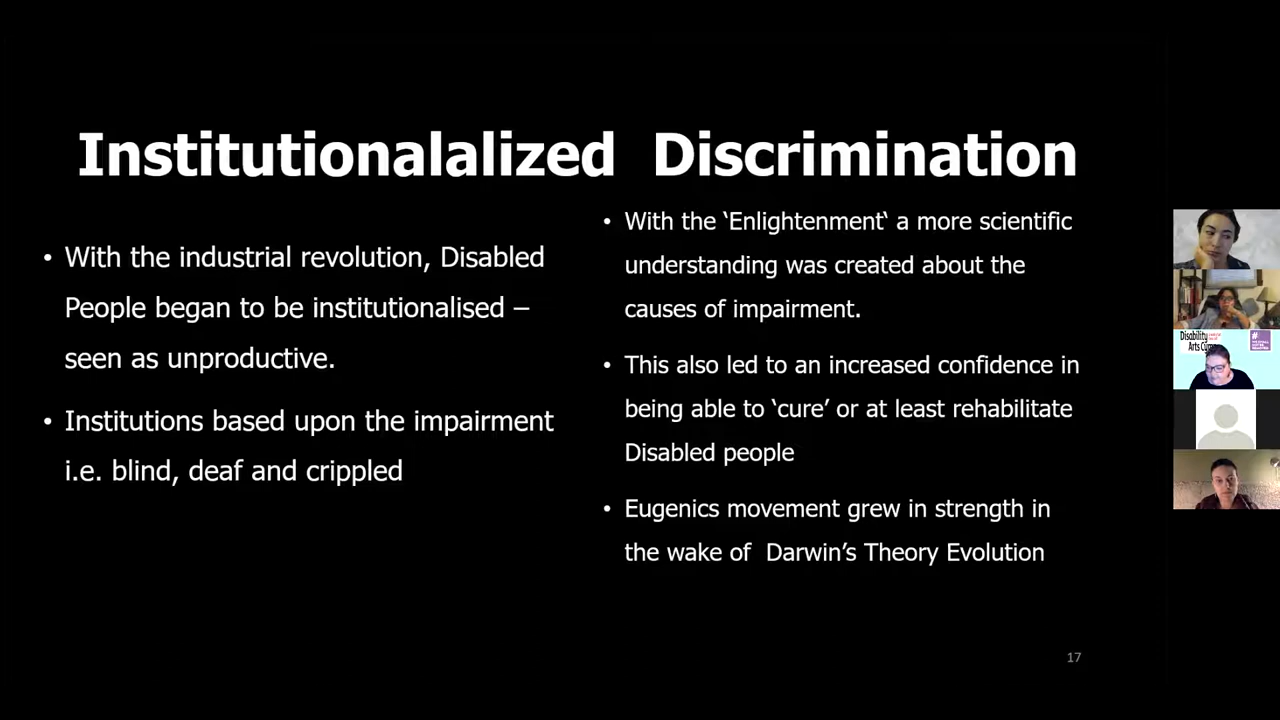 Institutionalalized Discrimination
• With the industrial revolution, Disabled
People began to be institutionalised –
seen as unproductive.
• Institutions based upon the impairment
i.e. blind, deaf and crippled
• With the ‘Enlightenment‘ a more scientific
understanding was created about the
causes of impairment.
• This also led to an increased confidence in
being able to ‘cure’ or at least rehabilitate
Disabled people
• Eugenics movement grew in strength in
the wake of Darwin’s Theory Evolution
17
Disability
Arts